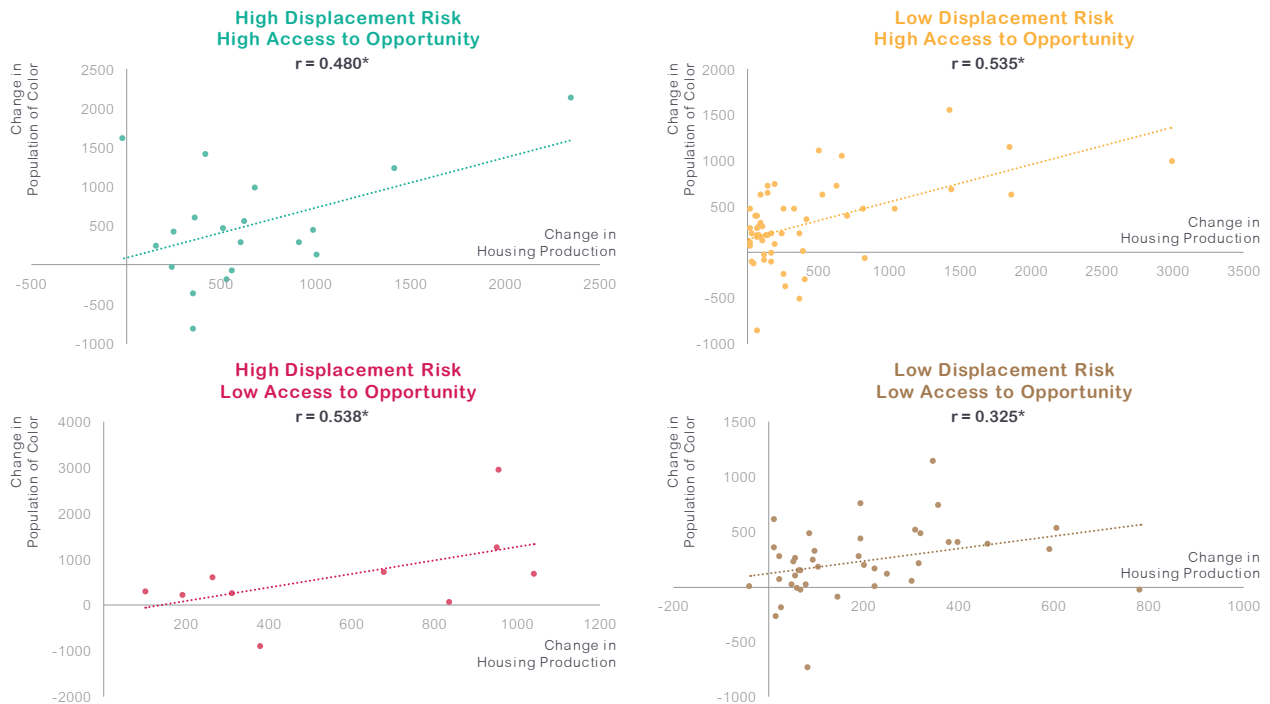 High Displacement Risk
High Access to Opportunity
r = 0.480*
Change in
Population of Color
2500
2000
1500
1000
500
-500
-1000
-500
500
1000
1500
2000
2500
Change in
Housing Production
Low Displacement Risk
High Access to Opportunity
r = 0.535*
Change in
Population of Color
2000
1500
1000
500
-500
-1000
500
1000
1500
2000
2500
3000
3500
Change in
Housing Production
High Displacement Risk
Low Access to Opportunity
r = 0.538*
Change in
Population of Color
4000
3000
2000
1000
0
-1000
-2000
200
400
600
800
1000
1200
Change in
Housing Production
Low Displacement Risk
Low Access to Opportunity
r = 0.325*
Change in
Population of Color
1500
1000
500
-500
-1000
-200
0
200
400
600
800
1000
Change in
Housing Production